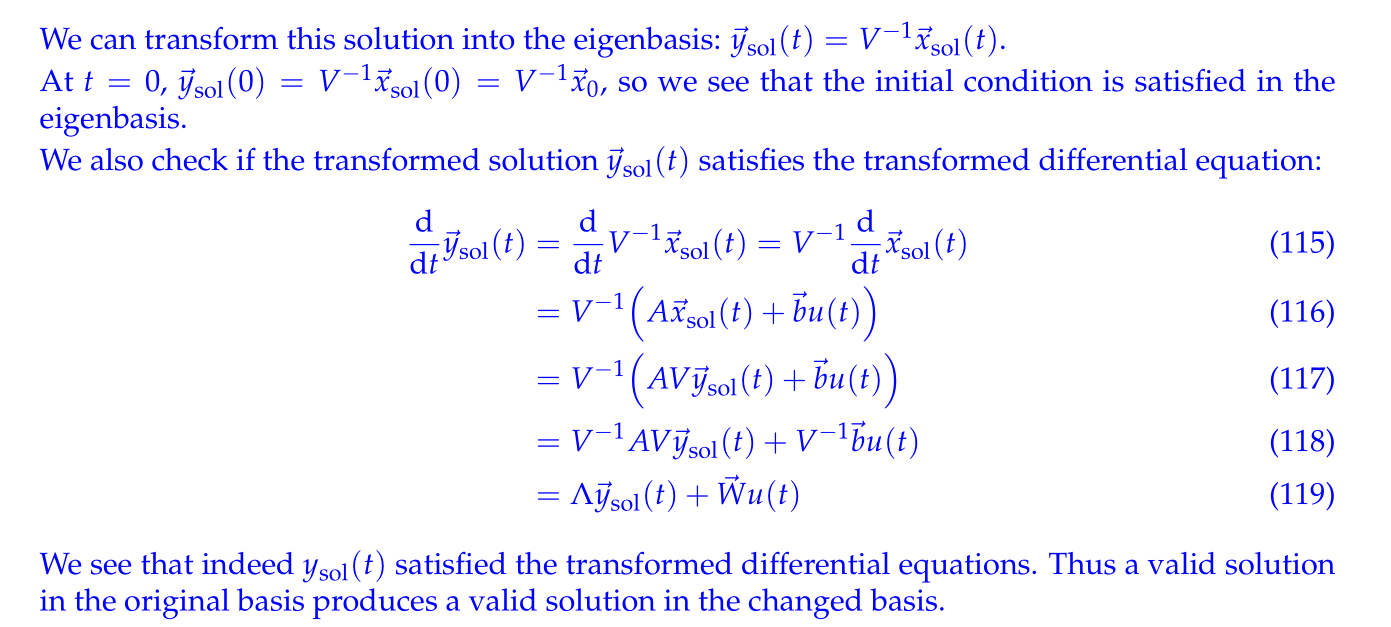 We can transform this solution into the eigenbasis: $\vec{y}_{\text{sol}}(t) = V^{-1}\vec{x}_{\text{sol}}(t)$.
At $t = 0$, $\vec{y}_{\text{sol}}(0) = V^{-1}\vec{x}_{\text{sol}}(0) = V^{-1}\vec{x}_0$, so we see that the initial condition is satisfied in the
eigenbasis.
We also check if the transformed solution $\vec{y}_{\text{sol}}(t)$ satisfies the transformed differential equation:
$\frac{\mathrm{d}}{\mathrm{d}t}\vec{y}_{\text{sol}}(t) = \frac{\mathrm{d}}{\mathrm{d}t}V^{-1}\vec{x}_{\text{sol}}(t) = V^{-1}\frac{\mathrm{d}}{\mathrm{d}t}\vec{x}_{\text{sol}}(t)$ (115)
$= V^{-1}\left(A\vec{x}_{\text{sol}}(t) + \vec{b}u(t)\right)$ (116)
$= V^{-1}\left(AV\vec{y}_{\text{sol}}(t) + \vec{b}u(t)\right)$ (117)
$= V^{-1}AV\vec{y}_{\text{sol}}(t) + V^{-1}\vec{b}u(t)$ (118)
$= \Lambda\vec{y}_{\text{sol}}(t) + \vec{W}u(t)$ (119)
We see that indeed $y_{\text{sol}}(t)$ satisfied the transformed differential equations. Thus a valid solution
in the original basis produces a valid solution in the changed basis.